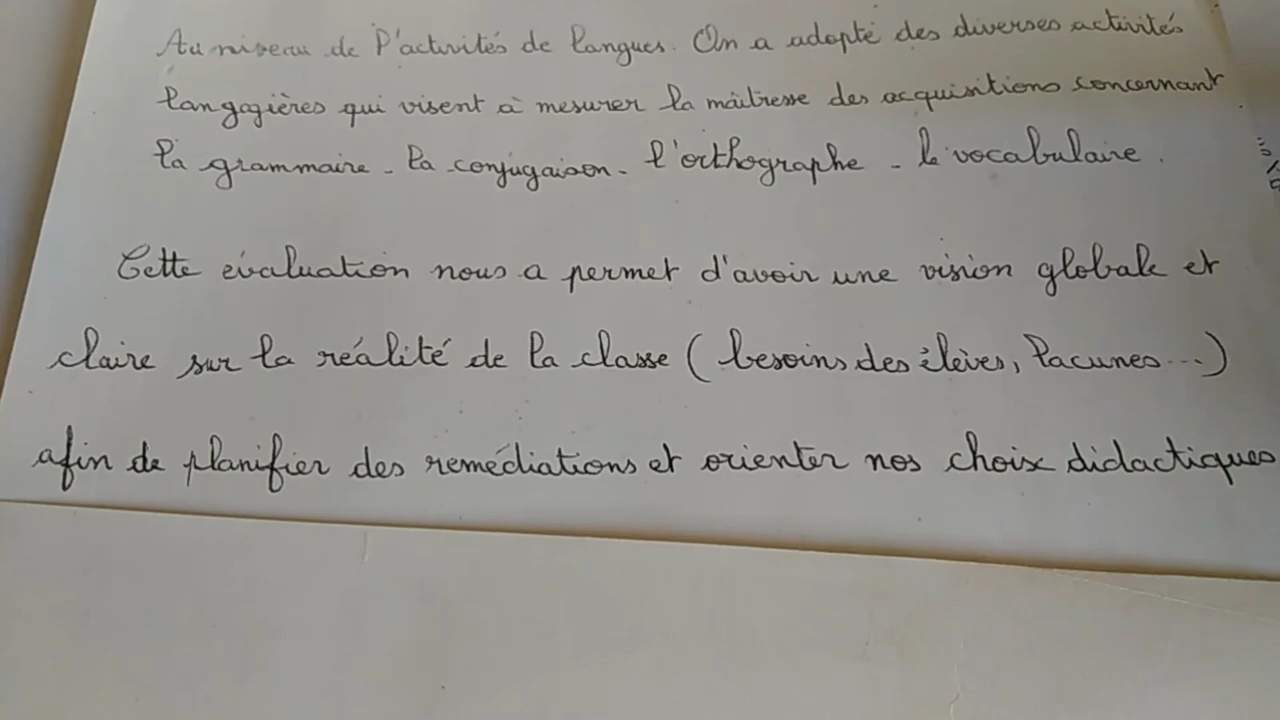 Au niveau de l'activités de langues. On a adopté des diverses activités
langagières qui visent à mesurer la maîtresse des acquisitions concernant
la grammaire - la conjugaison - l'orthographe - le vocabulaire.
Cette évaluation nous a permet d'avoir une vision globale et
claire sur la réalité de la classe (besoins des élèves, lacunes...)
afin de planifier des remédiations et orienter nos choix didactiques